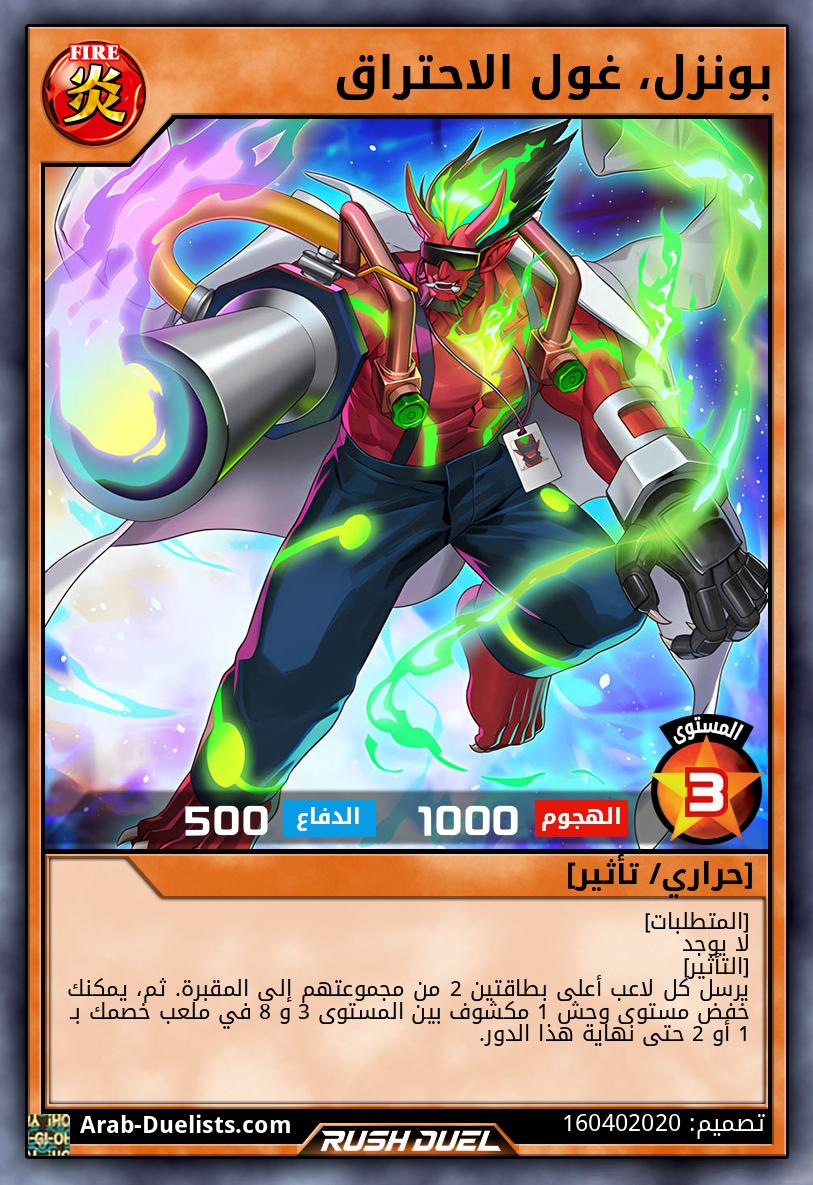 FIRE
炎
بونزل، غول الاحتراق
المستوى
3
الهجوم 1000 الدفاع 500
[حراري/ تأثير]
[المتطلبات]
لا يوجد
[التأثير]
يرسل كل لاعب أعلى بطاقتين 2 من مجموعتهم إلى المقبرة. ثم، يمكنك
خفض مستوى وحش 1 مكشوف بين المستوى 3 و 8 في ملعب خصمك بـ
1 أو 2 حتى نهاية هذا الدور.
تصميم: 160402020
RUSH DUEL
Arab-Duelists.com